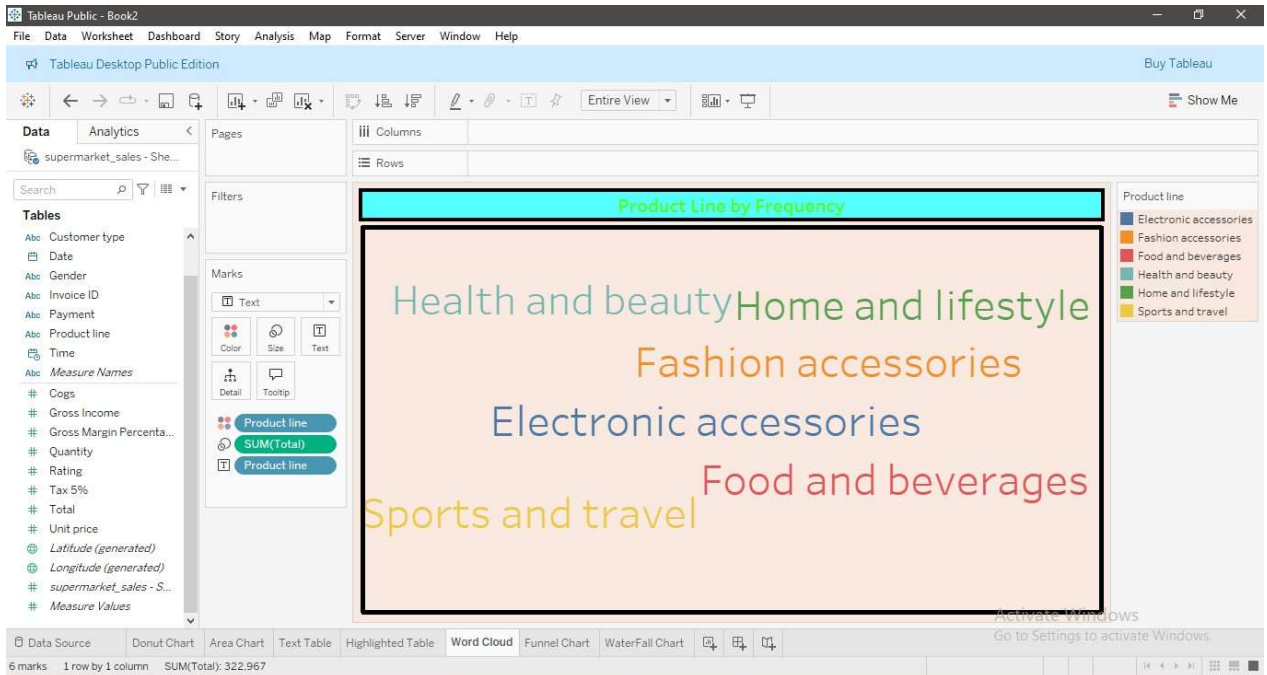 Tableau Public - Book2
File Data Worksheet Dashboard Story Analysis Map Format Server Window Help
Tableau Desktop Public Edition Buy Tableau
Entire View Show Me
Data Analytics
Pages
iii Columns
supermarket_sales - She...
Rows
Search
Filters
Tables
Abc Customer type
Date
Abc Gender
Abc Invoice ID
Abc Payment
Abc Product line
Time
Abc Measure Names
# Cogs
# Gross Income
# Gross Margin Percenta...
# Quantity
# Rating
# Tax 5%
# Total
# Unit price
Latitude (generated)
Longitude (generated)
# supermarket_sales - S...
# Measure Values
Marks
T Text
Color Size Text
Detail Tooltip
Product line
SUM(Total)
T Product line
Product Line by Frequency
Health and beauty Home and lifestyle
Fashion accessories
Electronic accessories
Food and beverages
Sports and travel
Product line
Electronic accessories
Fashion accessories
Food and beverages
Health and beauty
Home and lifestyle
Sports and travel
Activate Windows
Go to Settings to activate Windows.
Data Source Donut Chart Area Chart Text Table Highlighted Table Word Cloud Funnel Chart WaterFall Chart
6 marks 1 row by 1 column SUM(Total): 322.967